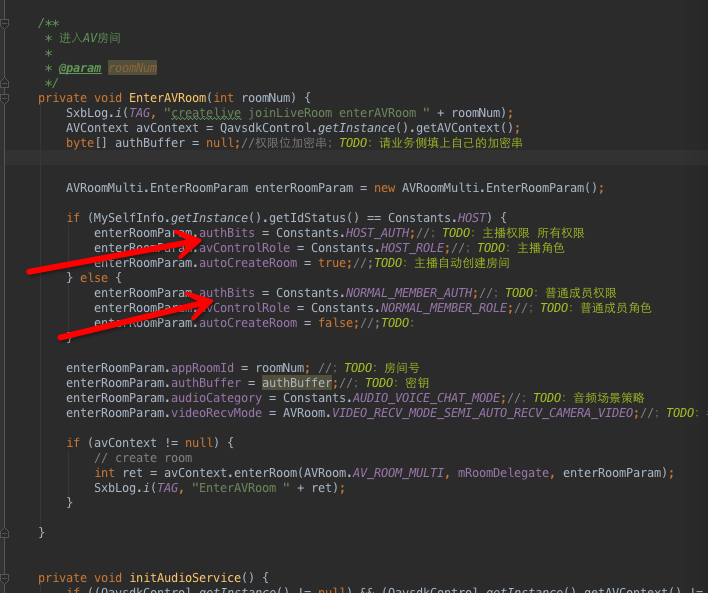 /**
* 进入AV房间
*
* @param roomNum
*/
private void EnterAVRoom(int roomNum) {
SxbLog.i(TAG, "createlive joinLiveRoom enterAVRoom " + roomNum);
AVContext avContext = QavsdkControl.getInstance().getAVContext();
byte[] authBuffer = null;//权限位加密串; TODO: 请业务侧填上自己的加密串
AVRoomMulti.EnterRoomParam enterRoomParam = new AVRoomMulti.EnterRoomParam();
if (MySelfInfo.getInstance().getIdStatus() == Constants.HOST) {
enterRoomParam.authBits = Constants.HOST_AUTH;//; TODO: 主播权限 所有权限
enterRoomParam.avControlRole = Constants.HOST_ROLE;//; TODO: 主播角色
enterRoomParam.autoCreateRoom = true;//;TODO: 主播自动创建房间
} else {
enterRoomParam.authBits = Constants.NORMAL_MEMBER_AUTH;//; TODO: 普通成员权限
enterRoomParam.avControlRole = Constants.NORMAL_MEMBER_ROLE;//; TODO: 普通成员角色
enterRoomParam.autoCreateRoom = false;//;TODO:
}
enterRoomParam.appRoomId = roomNum; //; TODO: 房间号
enterRoomParam.authBuffer = authBuffer;//; TODO: 密钥
enterRoomParam.audioCategory = Constants.AUDIO_VOICE_CHAT_MODE;//; TODO: 音频场景策略
enterRoomParam.videoRecvMode = AVRoom.VIDEO_RECV_MODE_SEMI_AUTO_RECV_CAMERA_VIDEO;//; TODO:
if (avContext != null) {
// create room
int ret = avContext.enterRoom(AVRoom.AV_ROOM_MULTI, mRoomDelegate, enterRoomParam);
SxbLog.i(TAG, "EnterAVRoom " + ret);
}
}
private void initAudioService() {
if ((QavsdkControl.getInstance() != null) && (QavsdkControl.getInstance().getAVContext() !=